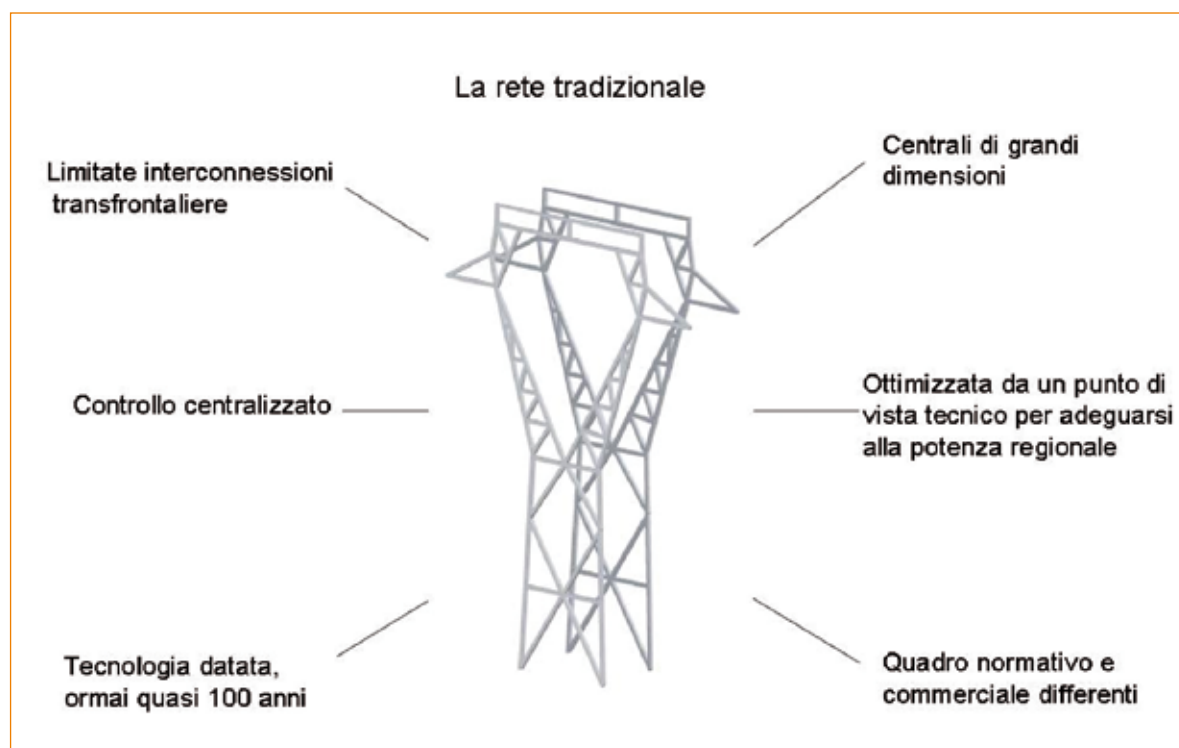 La rete tradizionale
Limitate interconnessioni
transfrontaliere
Centrali di grandi
dimensioni
Controllo centralizzato
Ottimizzata da un punto di
vista tecnico per adeguarsi
alla potenza regionale
Tecnologia datata,
ormai quasi 100 anni
Quadro normativo e
commerciale differenti